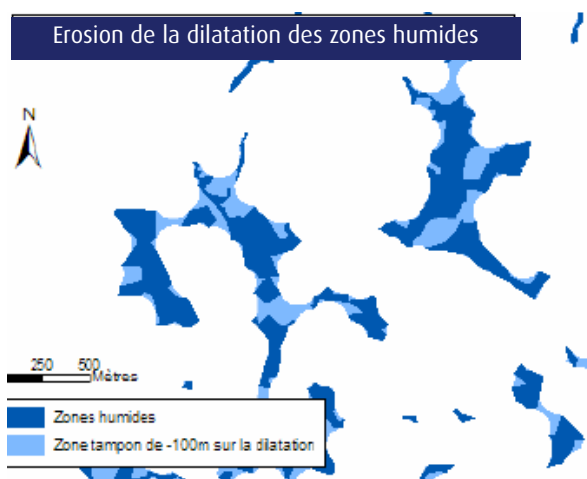 Erosion de la dilatation des zones humides
N
250 500
Mètres
Zones humides
Zone tampon de -100m sur la dilatation